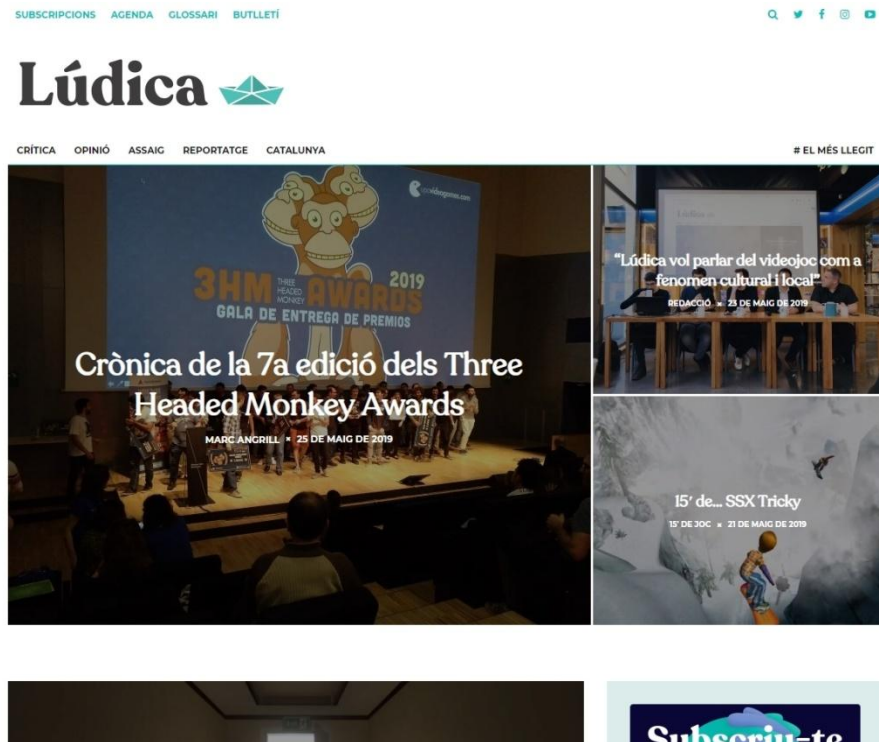 SUBSCRIPCIONS AGENDA GLOSSARI BUTLLETÍ
Lúdica
CRÍTICA OPINIÓ ASSAIG REPORTATGE CATALUNYA
# EL MÉS LLEGIT
3HM THREE HEADED MONKEY AWARDS 2019
GALA DE ENTREGA DE PREMIOS
Crònica de la 7a edició dels Three
Headed Monkey Awards
MARC ANGRILL × 25 DE MAIG DE 2019
Lúdica
“Lúdica vol parlar del videojoc com a
fenomen cultural i local”
REDACCIÓ × 23 DE MAIG DE 2019
15’ de... SSX Tricky
15' DE JOC × 21 DE MAIG DE 2019
Subscriu-te